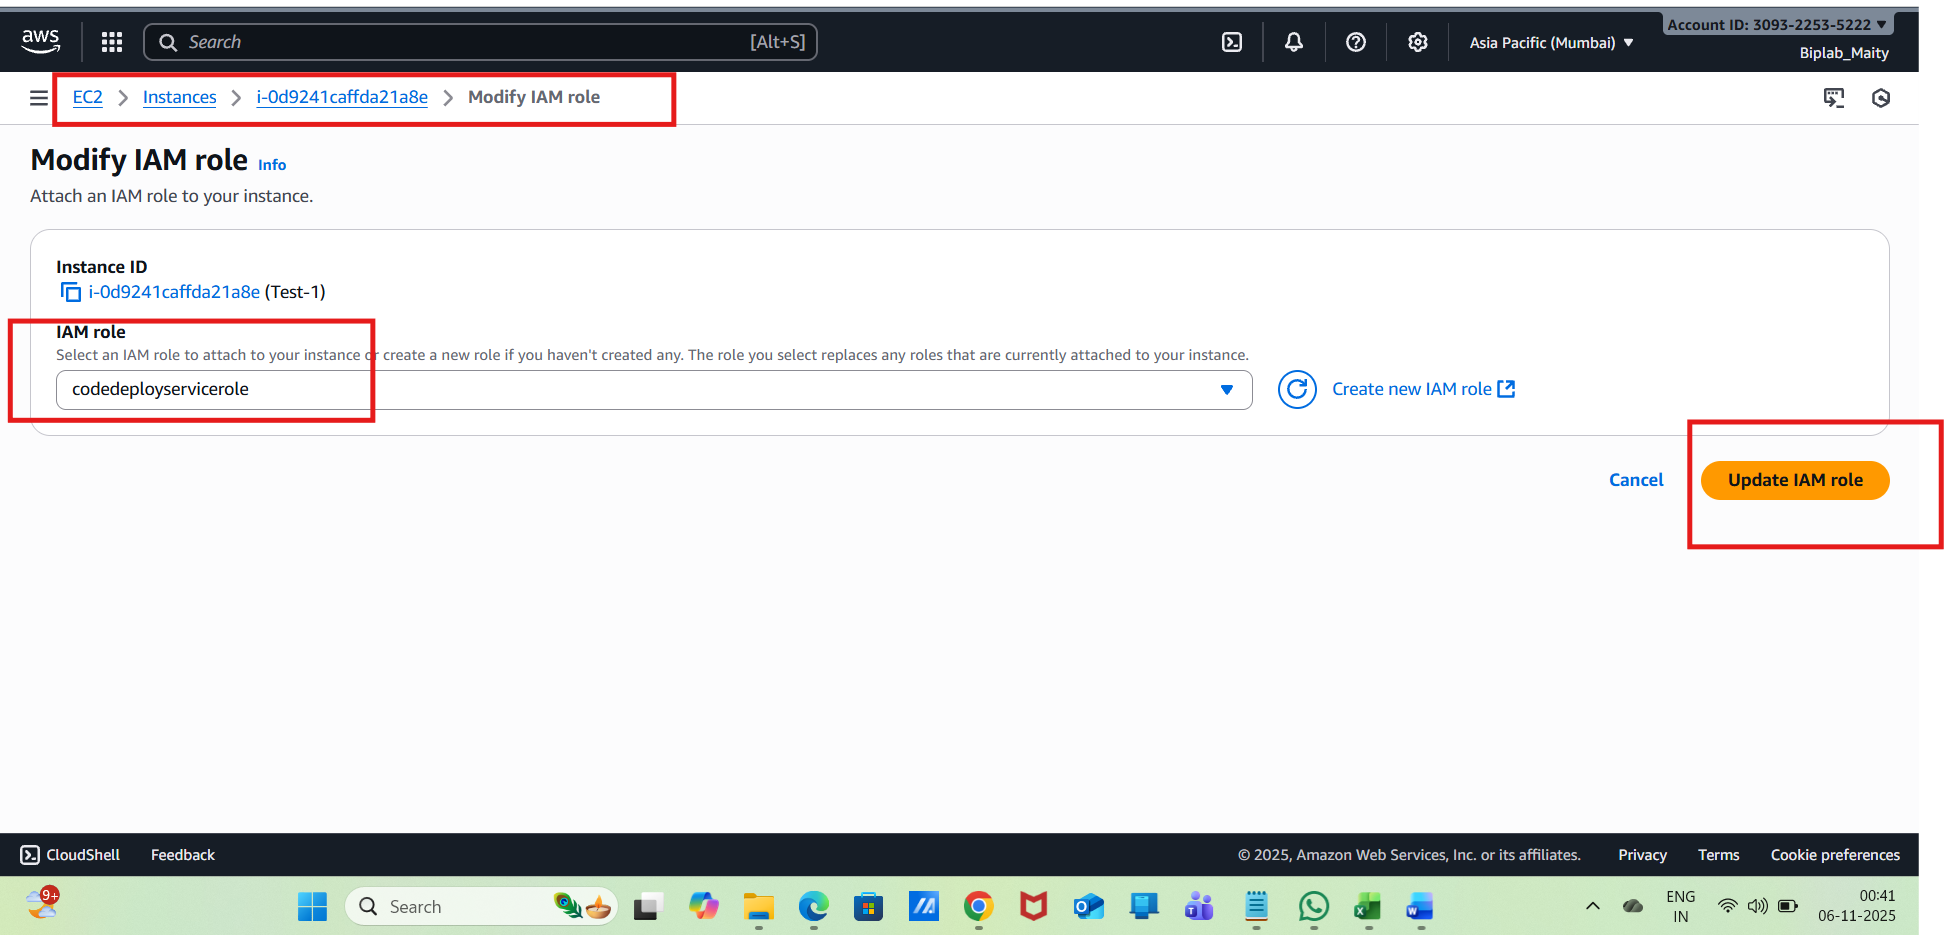 aws
Search [Alt+S]
Asia Pacific (Mumbai)
Account ID: 3093-2253-5222
Biplab_Maity
EC2 > Instances > i-0d9241caffda21a8e > Modify IAM role
Modify IAM role Info
Attach an IAM role to your instance.
Instance ID
i-0d9241caffda21a8e (Test-1)
IAM role
Select an IAM role to attach to your instance or create a new role if you haven't created any. The role you select replaces any roles that are currently attached to your instance.
codedeployservicerole
Create new IAM role
Cancel
Update IAM role
CloudShell Feedback
© 2025, Amazon Web Services, Inc. or its affiliates. Privacy Terms Cookie preferences
9+
Search
ENG
IN
00:41
06-11-2025